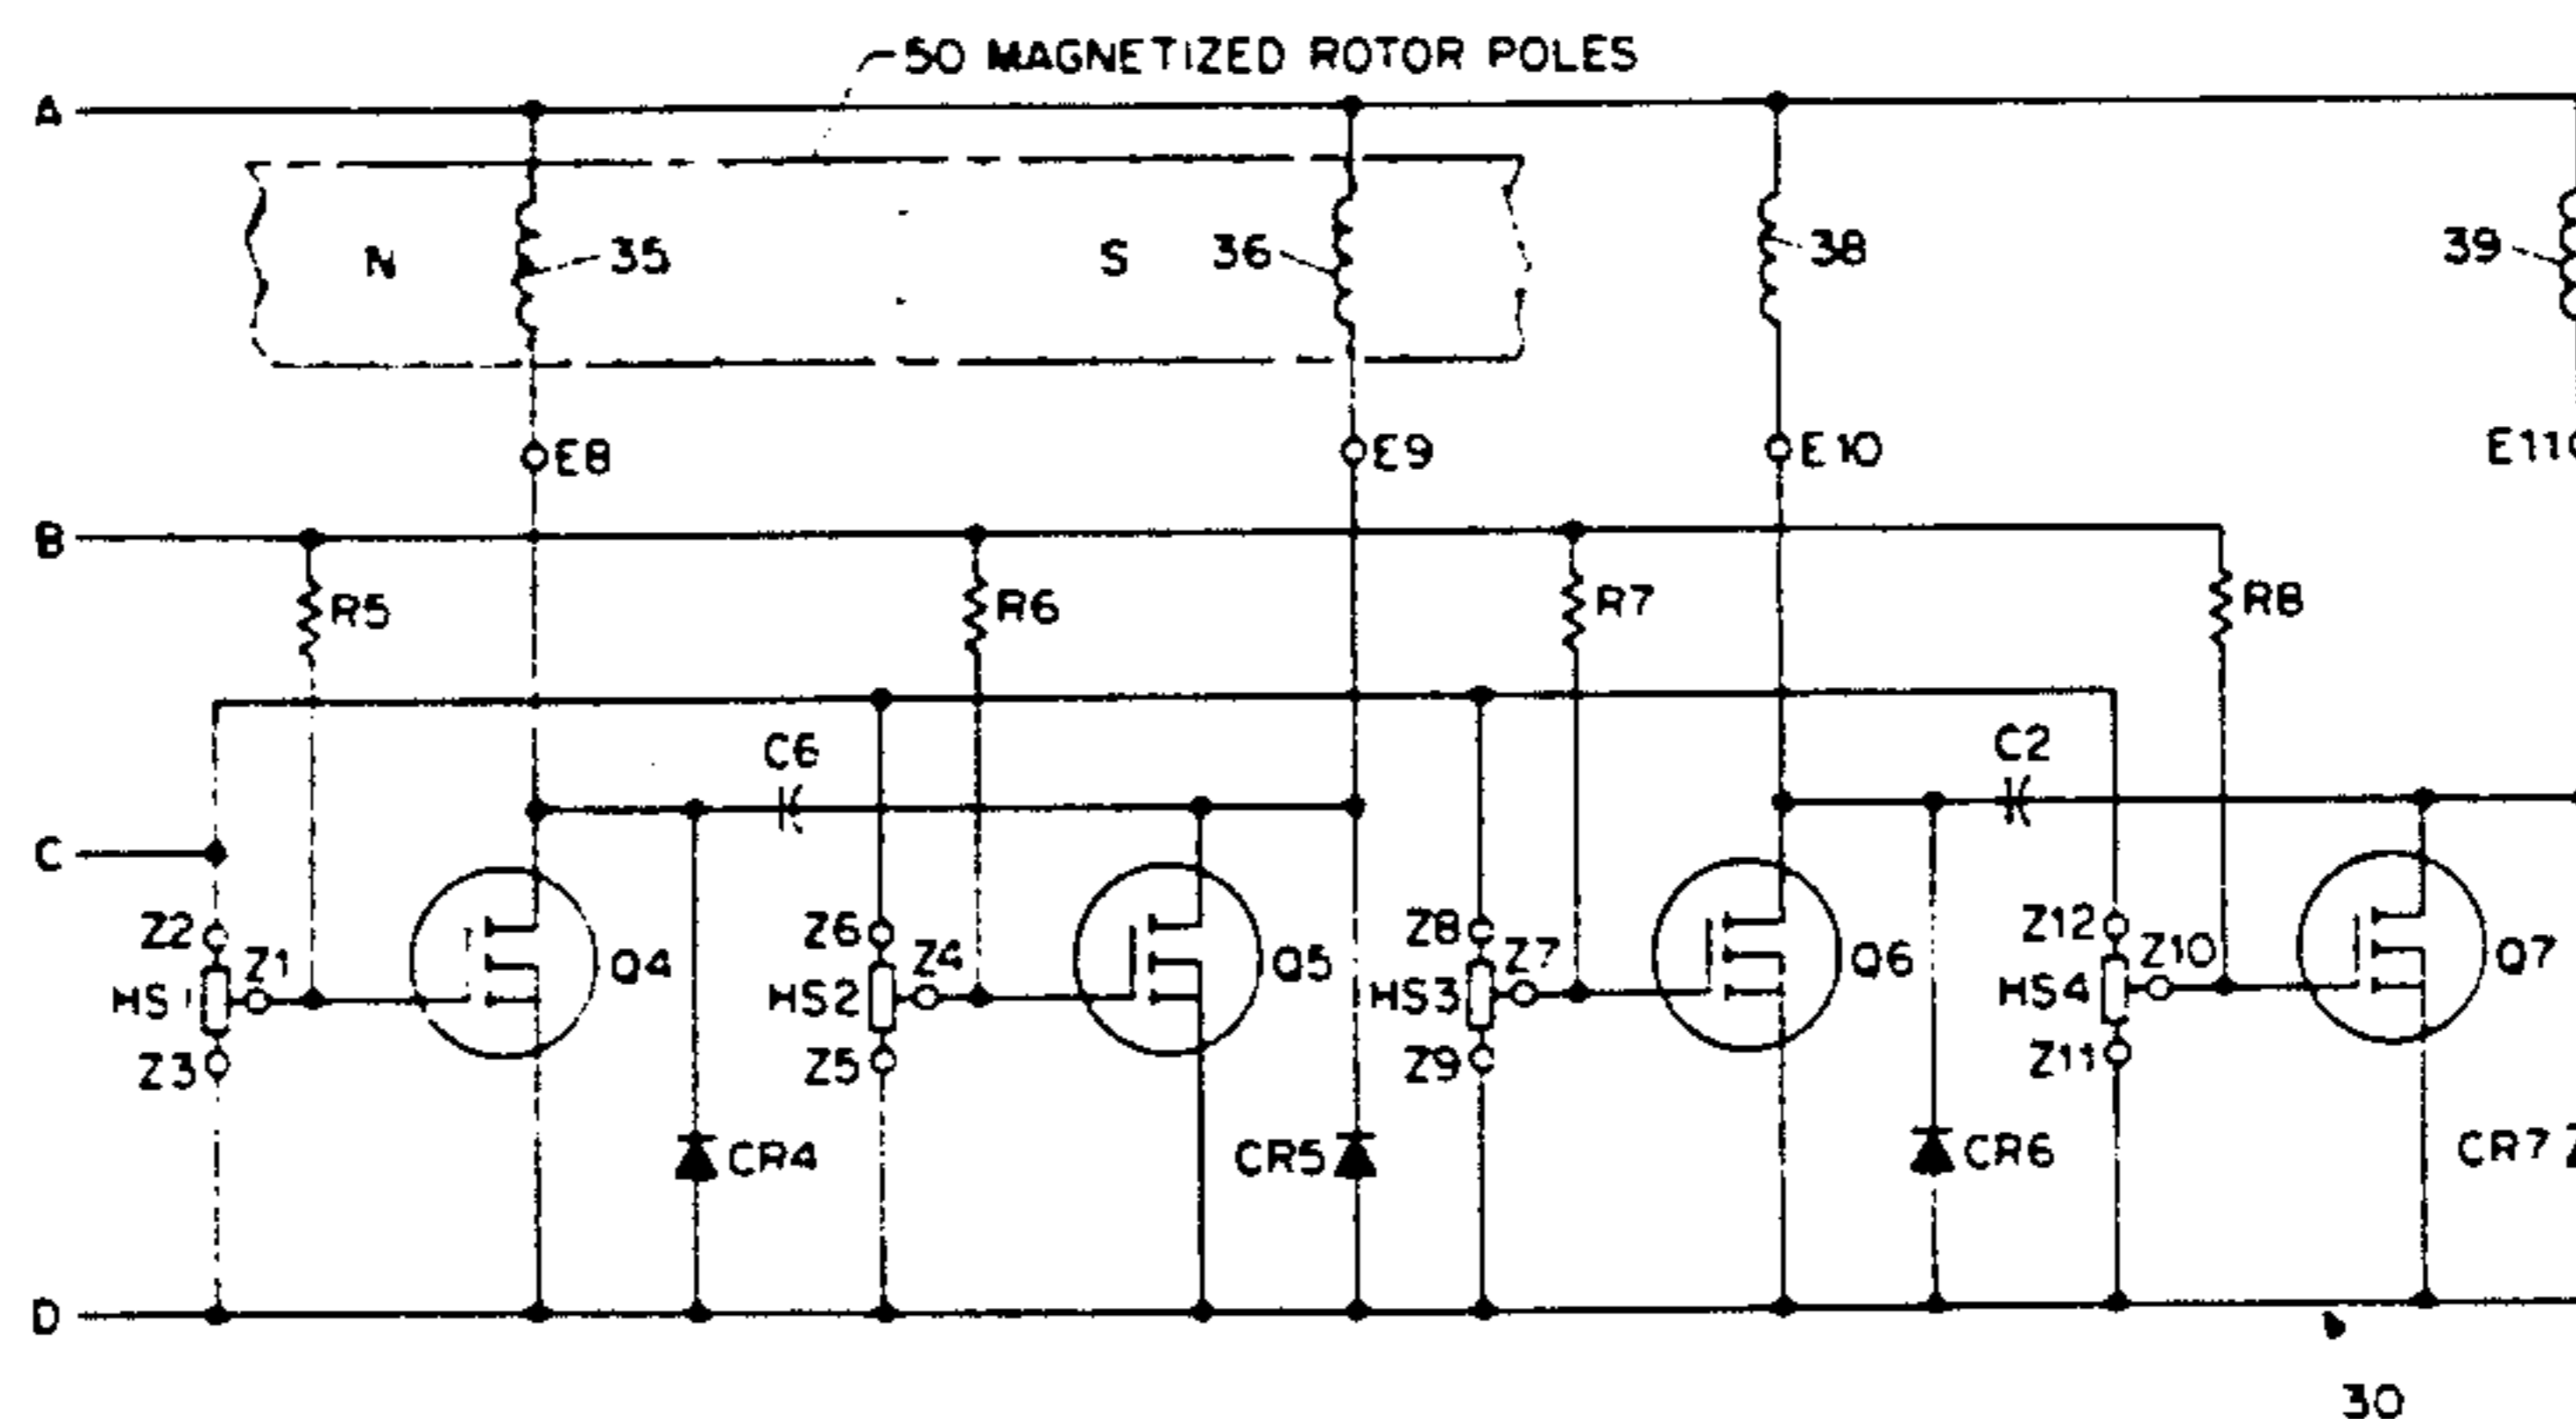 50 MAGNETIZED ROTOR POLES
A
N
35
S
36
38
39
E8
E9
E10
E11
B
R5
R6
R7
R8
C6
C2
C
Z2
Z1
HS1
Z3
Q4
Z6
Z4
HS2
Z5
Q5
Z8
Z7
HS3
Z9
Q6
Z12
Z10
HS4
Z11
Q7
CR4
CR5
CR6
CR7
D
30